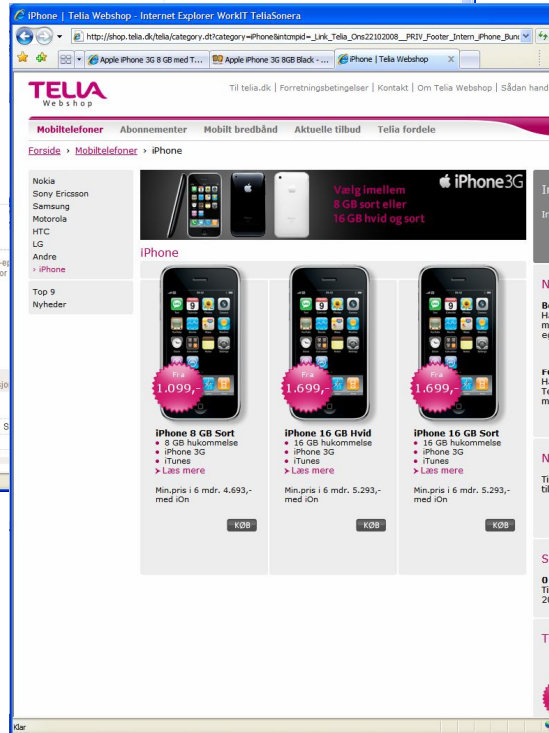 iPhone | Telia Webshop - Internet Explorer WorkIT TeliaSonera
http://shop.telia.dk/telia/category.dt?category=iPhone&intcmpid=_Link_Telia_Ons22102008__PRIV_Footer_Intern_iPhone_Bun
Apple iPhone 3G 8 GB med T... Apple iPhone 3G 8GB Black - ... iPhone | Telia Webshop X
TELIA
Webshop
Til telia.dk | Forretningsbetingelser | Kontakt | Om Telia Webshop | Sådan hand
Mobiltelefoner Abonnementer Mobilt bredbånd Aktuelle tilbud Telia fordele
Forside › Mobiltelefoner › iPhone
Nokia
Sony Ericsson
Samsung
Motorola
HTC
LG
Andre
› iPhone
Top 9
Nyheder
iPhone3G
Vælg imellem
8 GB sort eller
16 GB hvid og sort
iPhone
Fra
1.099,-
iPhone 8 GB Sort
• 8 GB hukommelse
• iPhone 3G
• iTunes
Læs mere
Min.pris i 6 mdr. 4.693,-
med iOn
KØB
Fra
1.699,-
iPhone 16 GB Hvid
• 16 GB hukommelse
• iPhone 3G
• iTunes
Læs mere
Min.pris i 6 mdr. 5.293,-
med iOn
KØB
Fra
1.699,-
iPhone 16 GB Sort
• 16 GB hukommelse
• iPhone 3G
• iTunes
Læs mere
Min.pris i 6 mdr. 5.293,-
med iOn
KØB
Klar